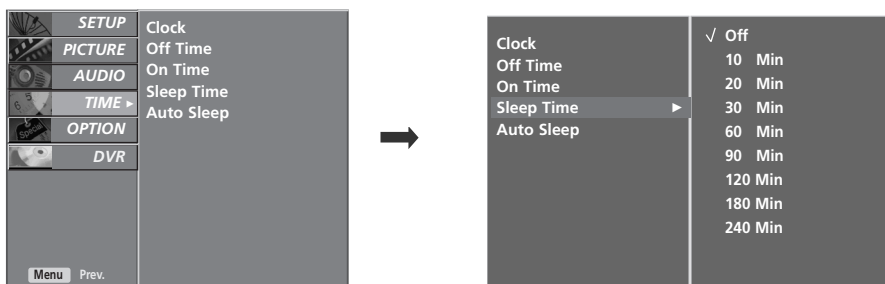 SETUP
PICTURE
AUDIO
TIME
OPTION
DVR
Clock
Off Time
On Time
Sleep Time
Auto Sleep
Menu Prev.
Clock
Off Time
On Time
Sleep Time
Auto Sleep
√ Off
10 Min
20 Min
30 Min
60 Min
90 Min
120 Min
180 Min
240 Min